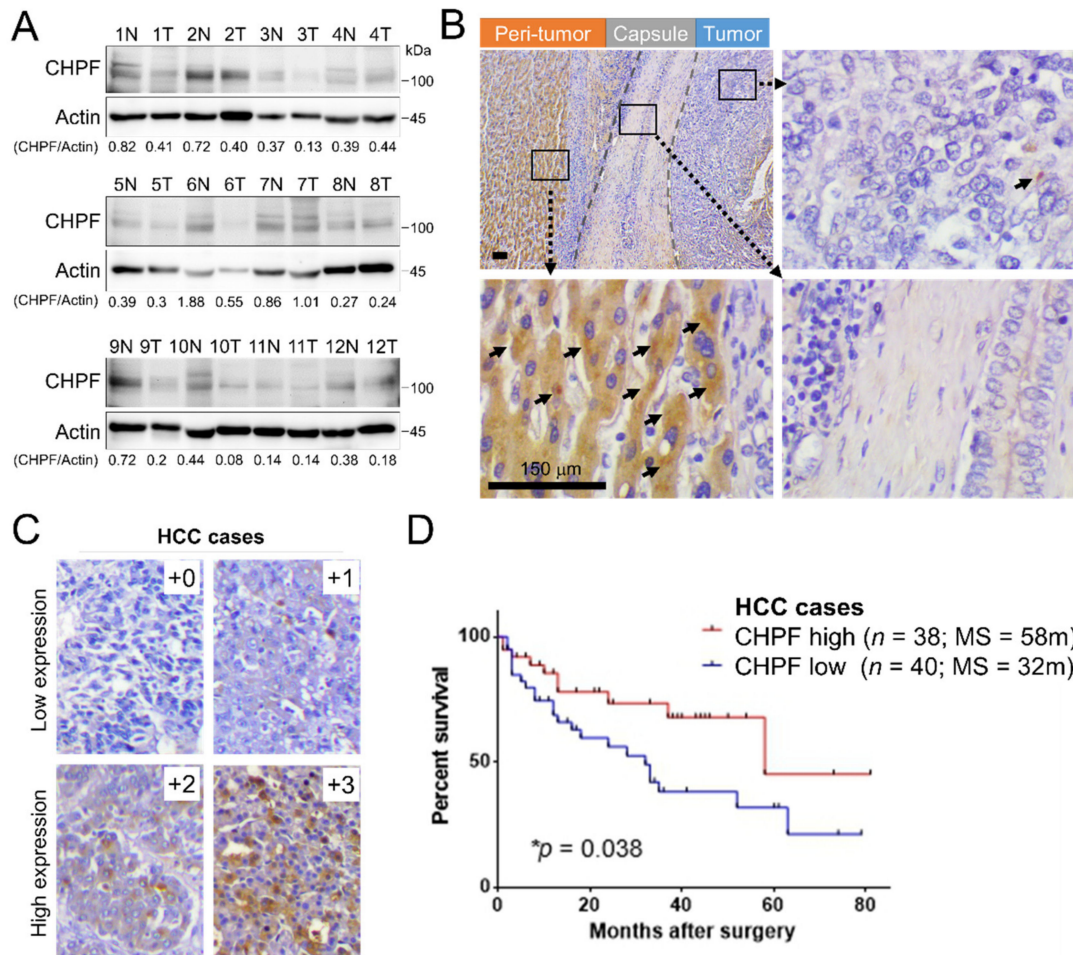 A
1N 1T 2N 2T 3N 3T 4N 4T
kDa
CHPF
100
Actin
45
(CHPF/Actin) 0.82 0.41 0.72 0.40 0.37 0.13 0.39 0.44
5N 5T 6N 6T 7N 7T 8N 8T
CHPF
100
Actin
45
(CHPF/Actin) 0.39 0.3 1.88 0.55 0.86 1.01 0.27 0.24
9N 9T 10N 10T 11N 11T 12N 12T
CHPF
100
Actin
45
(CHPF/Actin) 0.72 0.2 0.44 0.08 0.14 0.14 0.38 0.18
B
Peri-tumor Capsule Tumor
150 µm
C
HCC cases
Low expression
+0 +1
High expression
+2 +3
D
HCC cases
CHPF high (n = 38; MS = 58m)
CHPF low (n = 40; MS = 32m)
Percent survival
100
50
0
*p = 0.038
0 20 40 60 80
Months after surgery